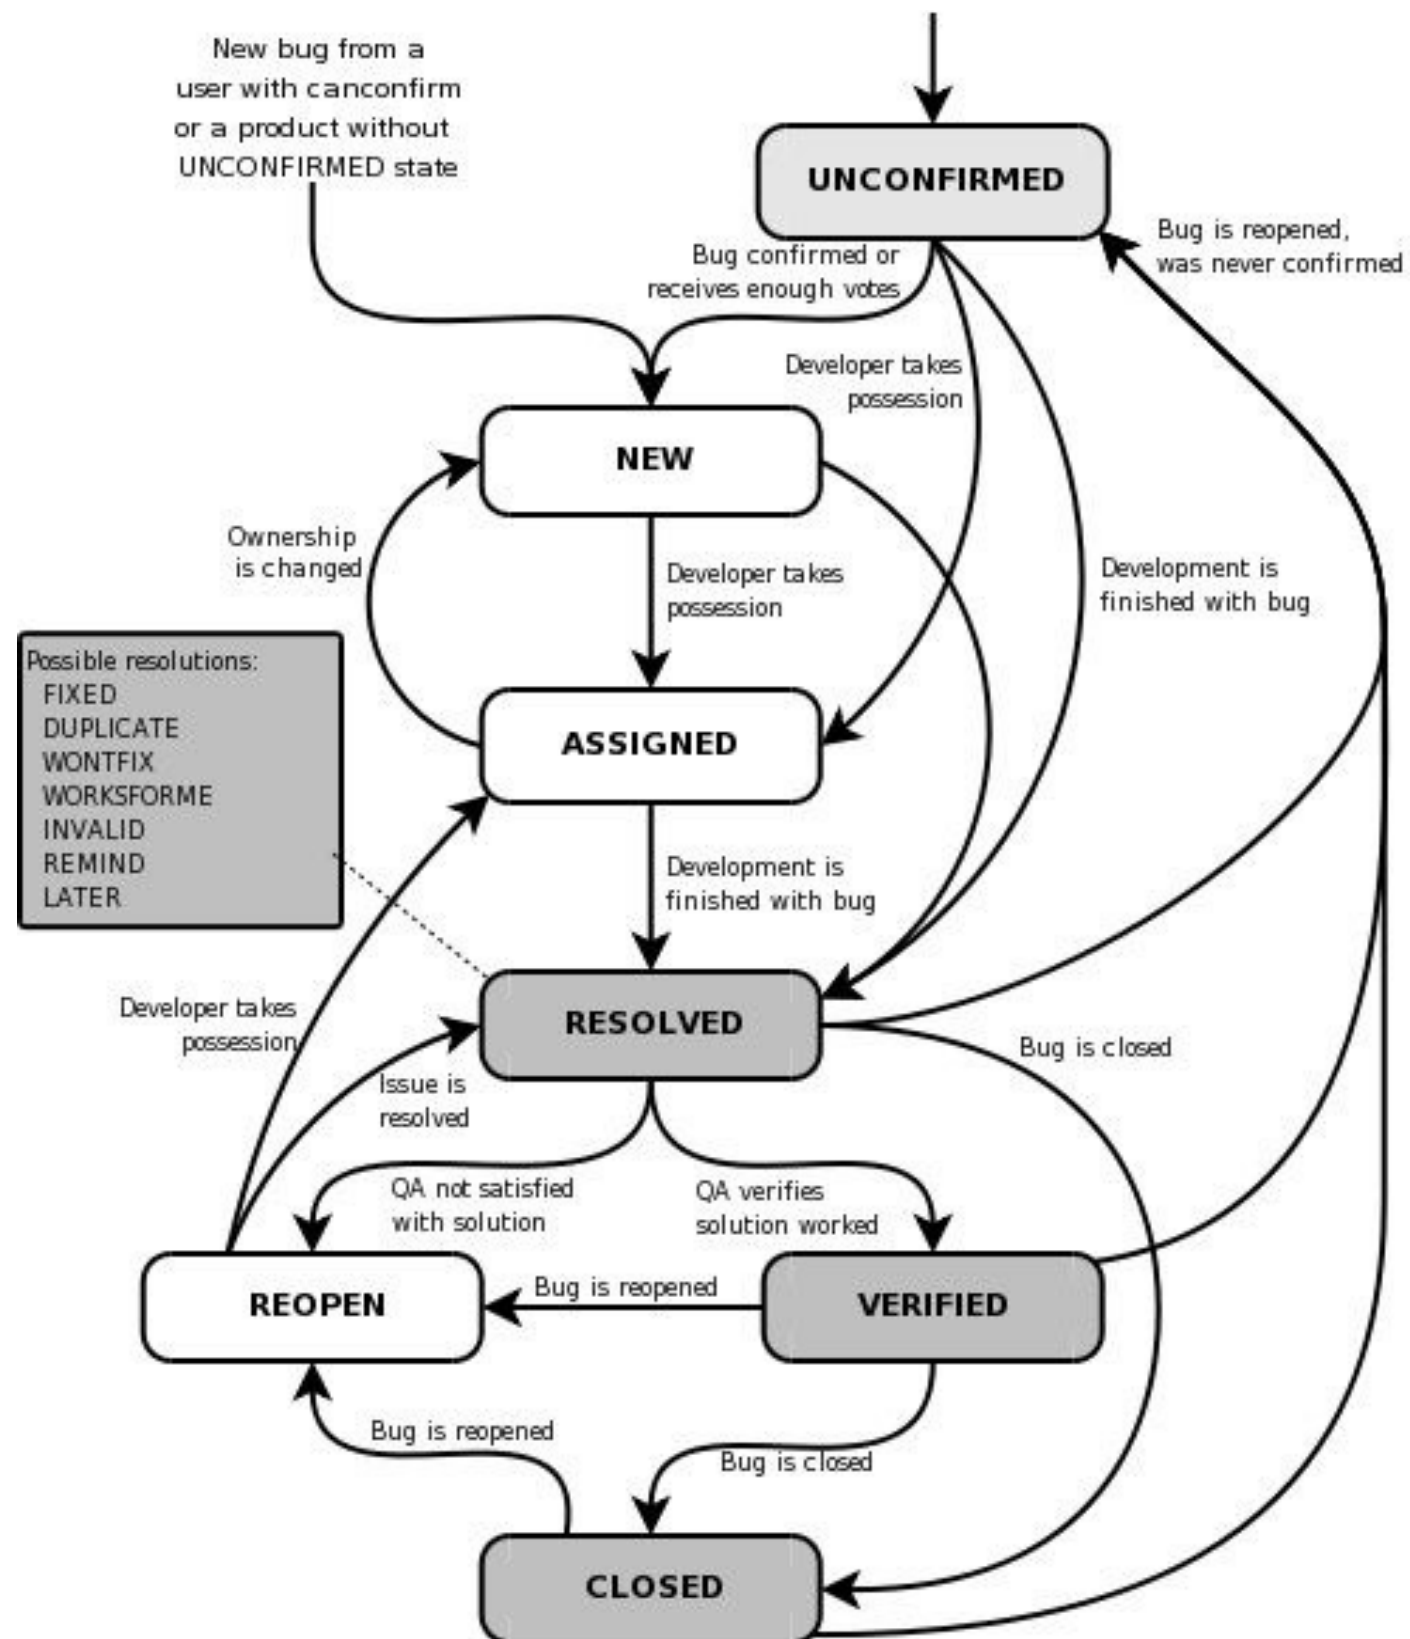 New bug from a
user with canconfirm
or a product without
UNCONFIRMED state
UNCONFIRMED
Bug is reopened,
was never confirmed
Bug confirmed or
receives enough votes
Developer takes
possession
NEW
Ownership
is changed
Developer takes
possession
Development is
finished with bug
Possible resolutions:
FIXED
DUPLICATE
WONTFIX
WORKSFORME
INVALID
REMIND
LATER
ASSIGNED
Development is
finished with bug
Developer takes
possession
RESOLVED
Bug is closed
Issue is
resolved
QA not satisfied
with solution
QA verifies
solution worked
REOPEN
Bug is reopened
VERIFIED
Bug is reopened
Bug is closed
CLOSED